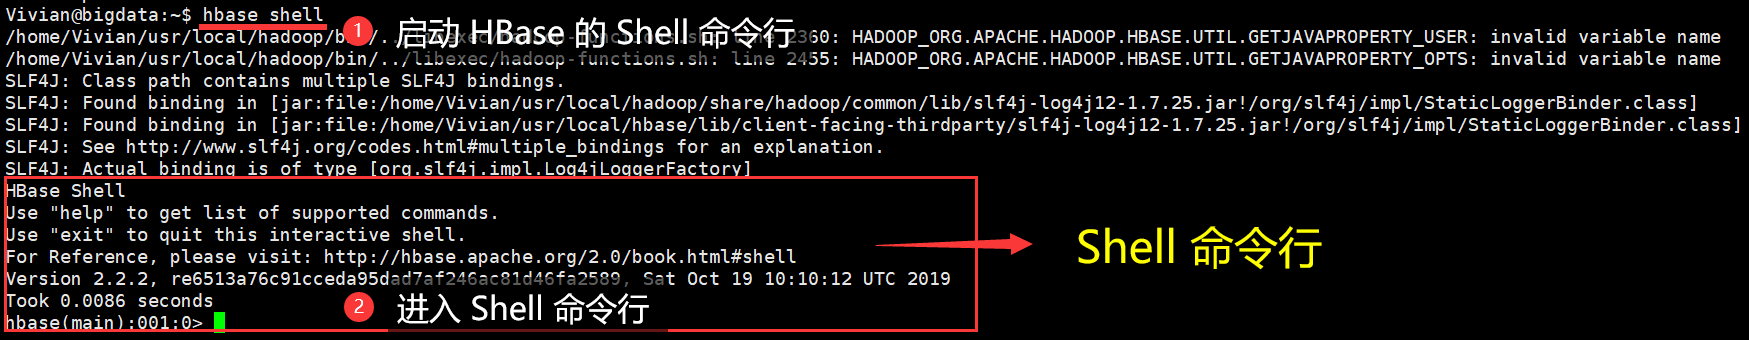 Vivian@bigdata:~$ hbase shell
1 启动 HBase 的 Shell 命令行
/home/Vivian/usr/local/hadoop/bin/../libexec/hadoop-functions.sh: line 2360: HADOOP_ORG.APACHE.HADOOP.HBASE.UTIL.GETJAVAPROPERTY_USER: invalid variable name
/home/Vivian/usr/local/hadoop/bin/../libexec/hadoop-functions.sh: line 2455: HADOOP_ORG.APACHE.HADOOP.HBASE.UTIL.GETJAVAPROPERTY_OPTS: invalid variable name
SLF4J: Class path contains multiple SLF4J bindings.
SLF4J: Found binding in [jar:file:/home/Vivian/usr/local/hadoop/share/hadoop/common/lib/slf4j-log4j12-1.7.25.jar!/org/slf4j/impl/StaticLoggerBinder.class]
SLF4J: Found binding in [jar:file:/home/Vivian/usr/local/hbase/lib/client-facing-thirdparty/slf4j-log4j12-1.7.25.jar!/org/slf4j/impl/StaticLoggerBinder.class]
SLF4J: See http://www.slf4j.org/codes.html#multiple_bindings for an explanation.
SLF4J: Actual binding is of type [org.slf4j.impl.Log4jLoggerFactory]
HBase Shell
Use "help" to get list of supported commands.
Use "exit" to quit this interactive shell.
For Reference, please visit: http://hbase.apache.org/2.0/book.html#shell
Shell 命令行
Version 2.2.2, re6513a76c91cceda95dad7af246ac81d46fa2589, Sat Oct 19 10:10:12 UTC 2019
Took 0.0086 seconds
2 进入 Shell 命令行
hbase(main):001:0>